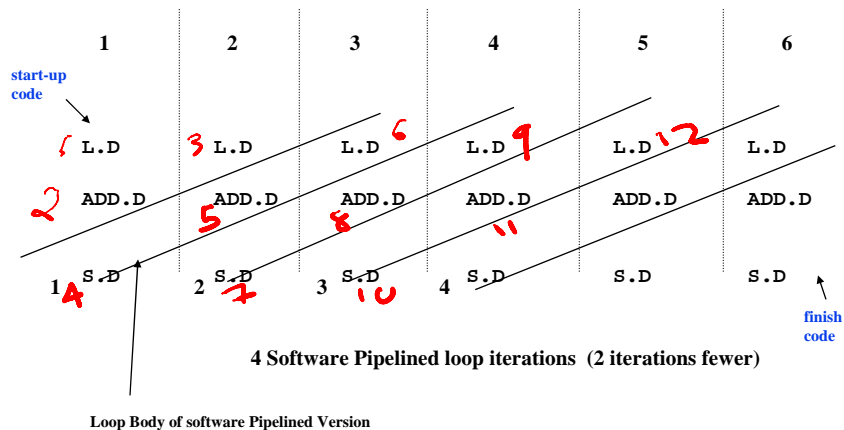 1 2 3 4 5 6
start-up
code
1 L.D 3 L.D L.D 6 L.D 9 L.D 12 L.D
2 ADD.D ADD.D ADD.D ADD.D ADD.D ADD.D
5 8 11
1 S.D 2 S.D 3 S.D 4 S.D S.D S.D
4 7 10
finish
code
4 Software Pipelined loop iterations (2 iterations fewer)
Loop Body of software Pipelined Version